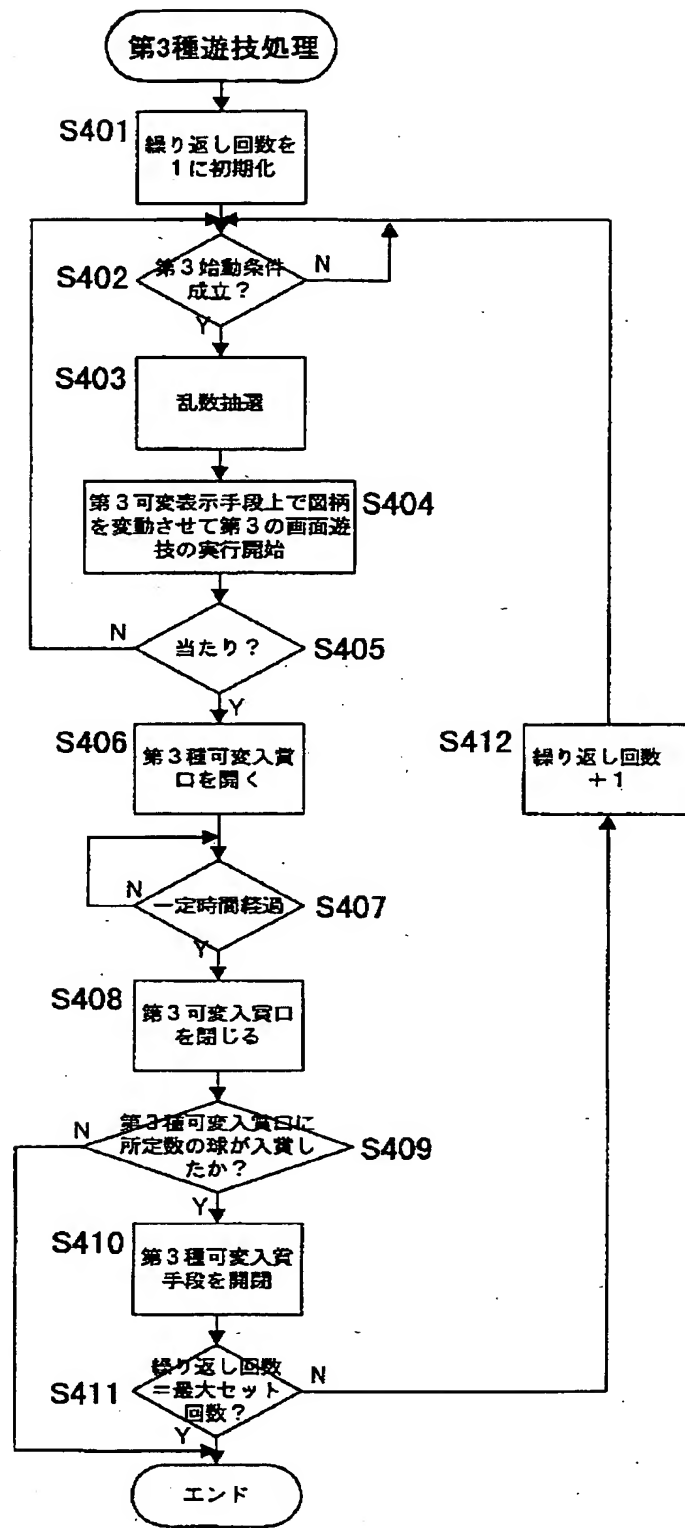 第3種遊技処理
S401
繰り返し回数を
1に初期化
S402
第3始動条件
成立?
N
Y
S403
乱数抽選
S404
第3可変表示手段上で図柄
を変動させて第3の画面遊
技の実行開始
N
当たり?
S405
Y
S406
第3種可変入賞
口を開く
S412
繰り返し回数
+1
N
一定時間経過
S407
Y
S408
第3可変入賞口
を閉じる
N
第3種可変入賞口に
所定数の球が入賞し
たか?
S409
Y
S410
第3種可変入賞
手段を開閉
S411
繰り返し回数
=最大セット
回数?
N
Y
エンド